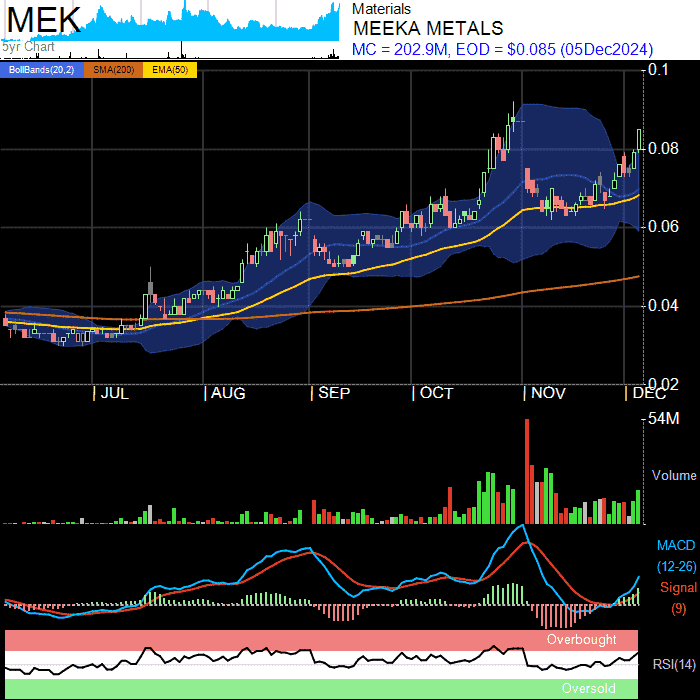 MEK
5yr Chart
Materials
MEEKA METALS
MC = 202.9M, EOD = $0.085 (05Dec2024)
BollBands(20,2) SMA(200) EMA(50)
0.1
0.08
0.06
0.04
0.02
JUL AUG SEP OCT NOV DEC
54M
Volume
MACD
(12-26)
Signal
(9)
Overbought
RSI(14)
Oversold